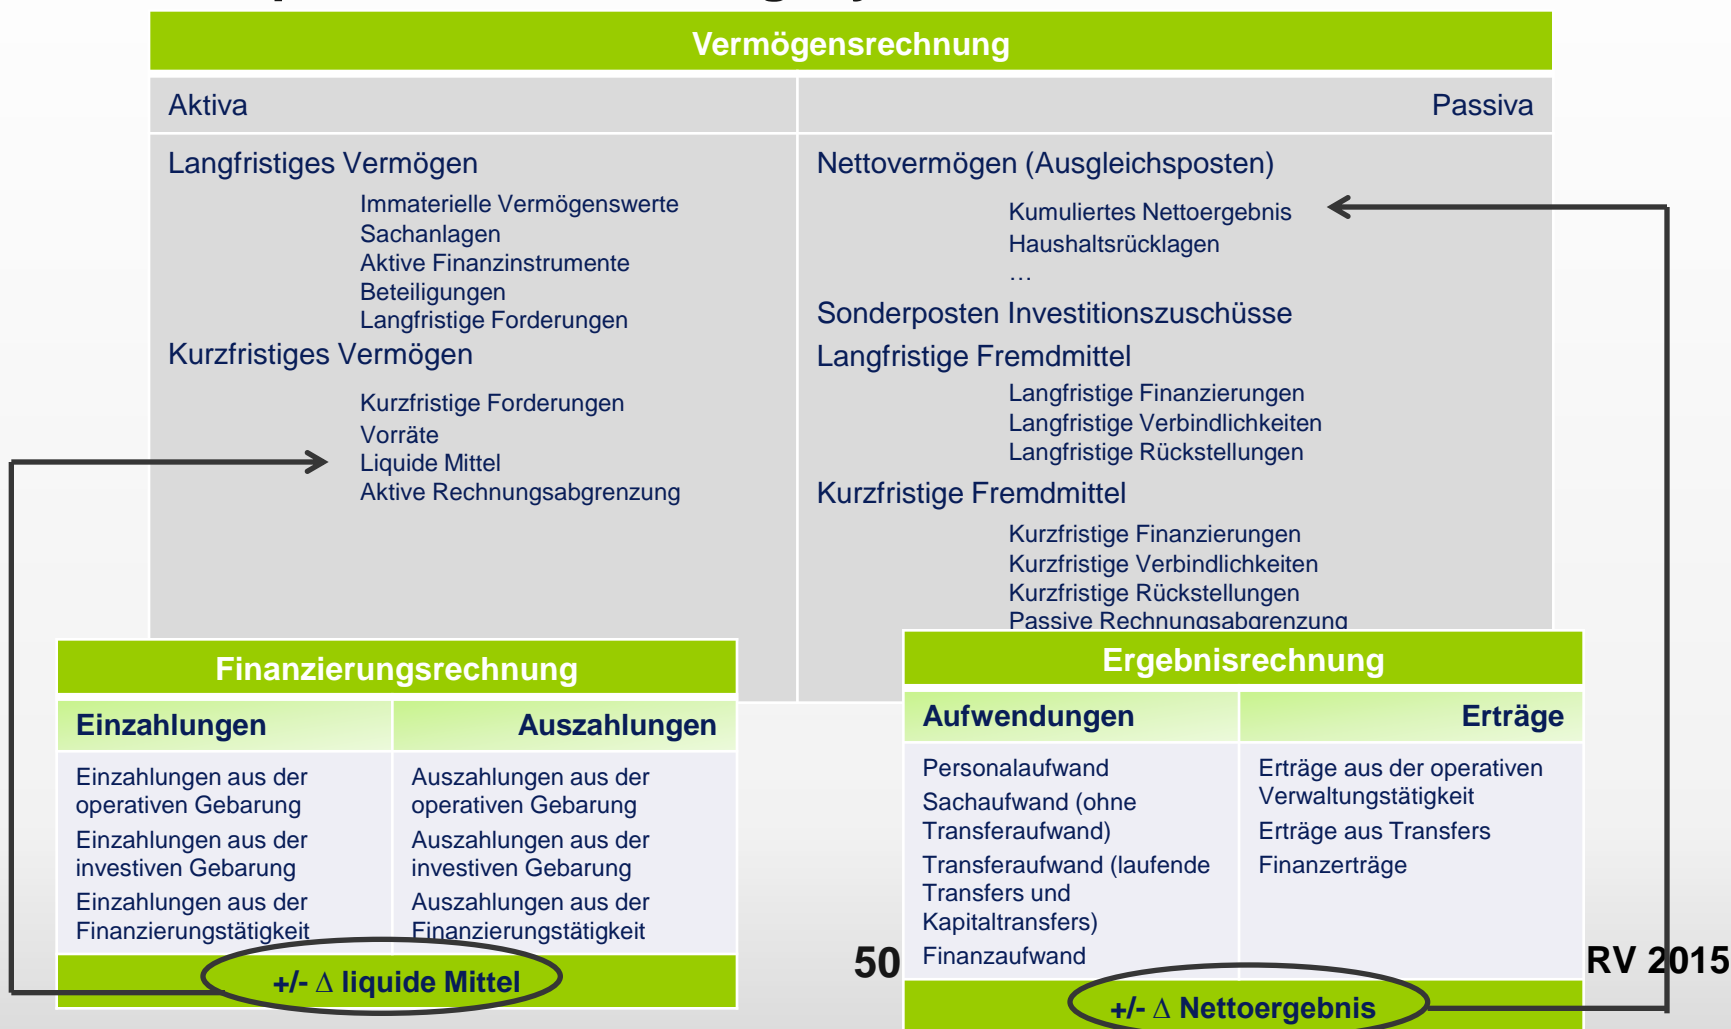 Vermögensrechnung
Aktiva
Passiva
Langfristiges Vermögen
Immaterielle Vermögenswerte
Sachanlagen
Aktive Finanzinstrumente
Beteiligungen
Langfristige Forderungen
Kurzfristiges Vermögen
Kurzfristige Forderungen
Vorräte
Liquide Mittel
Aktive Rechnungsabgrenzung
Nettovermögen (Ausgleichsposten)
Kumuliertes Nettoergebnis
Haushaltsrücklagen
…
Sonderposten Investitionszuschüsse
Langfristige Fremdmittel
Langfristige Finanzierungen
Langfristige Verbindlichkeiten
Langfristige Rückstellungen
Kurzfristige Fremdmittel
Kurzfristige Finanzierungen
Kurzfristige Verbindlichkeiten
Kurzfristige Rückstellungen
Passive Rechnungsabgrenzung
Finanzierungsrechnung
Einzahlungen
Auszahlungen
Einzahlungen aus der
operativen Gebarung
Einzahlungen aus der
investiven Gebarung
Einzahlungen aus der
Finanzierungstätigkeit
Auszahlungen aus der
operativen Gebarung
Auszahlungen aus der
investiven Gebarung
Auszahlungen aus der
Finanzierungstätigkeit
+/- Δ liquide Mittel
50
Ergebnisrechnung
Aufwendungen
Erträge
Personalaufwand
Sachaufwand (ohne
Transferaufwand)
Transferaufwand (laufende
Transfers und
Kapitaltransfers)
Finanzaufwand
Erträge aus der operativen
Verwaltungstätigkeit
Erträge aus Transfers
Finanzerträge
+/- Δ Nettoergebnis
RV 2015